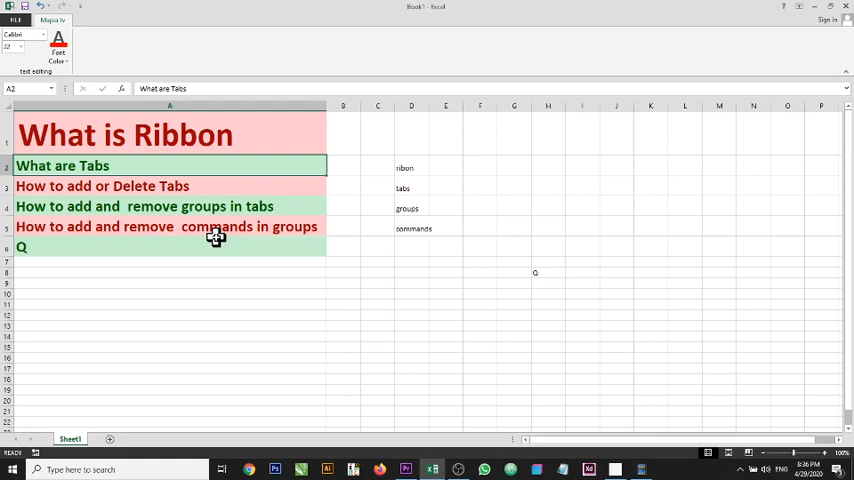 Book1 - Excel
FILE
Mapia tv
Sign in
Calibri
22
A
Font
Color
text editing
A2
fx
What are Tabs
A B C D E F G H I J K L M N O P
1 What is Ribbon
2 What are Tabs ribon
3 How to add or Delete Tabs tabs
4 How to add and remove groups in tabs groups
5 How to add and remove commands in groups commands
6 Q
7
8 Q
9
10
11
12
13
14
15
16
17
18
19
20
21
22
Sheet1
READY
100%
Type here to search
Ps
Ai
Pr
Xd
ENG
8:36 PM
4/29/2020